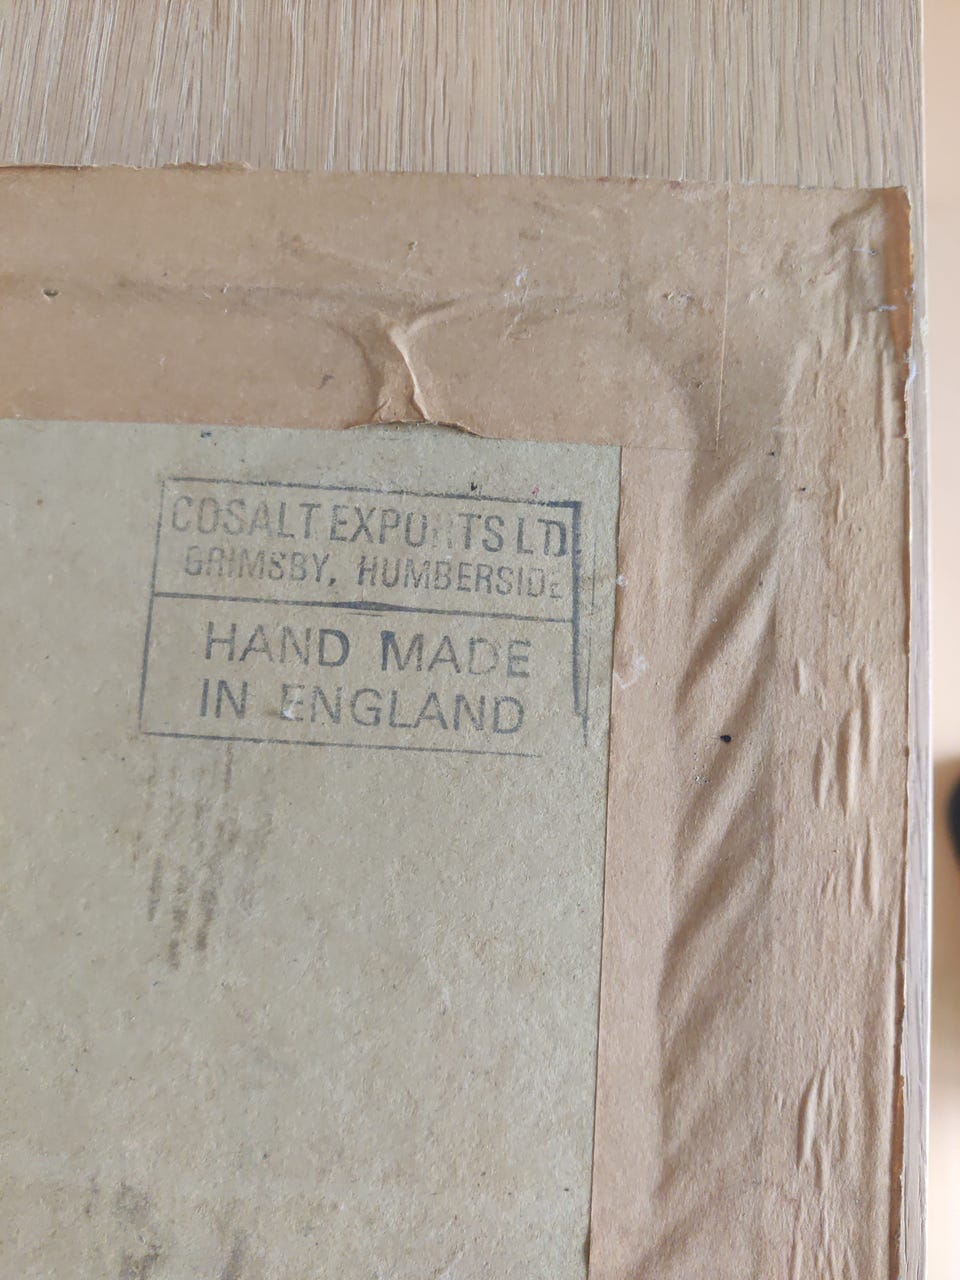 COSALT EXPORTS LTD.
GRIMSBY, HUMBERSIDE
HAND MADE
IN ENGLAND